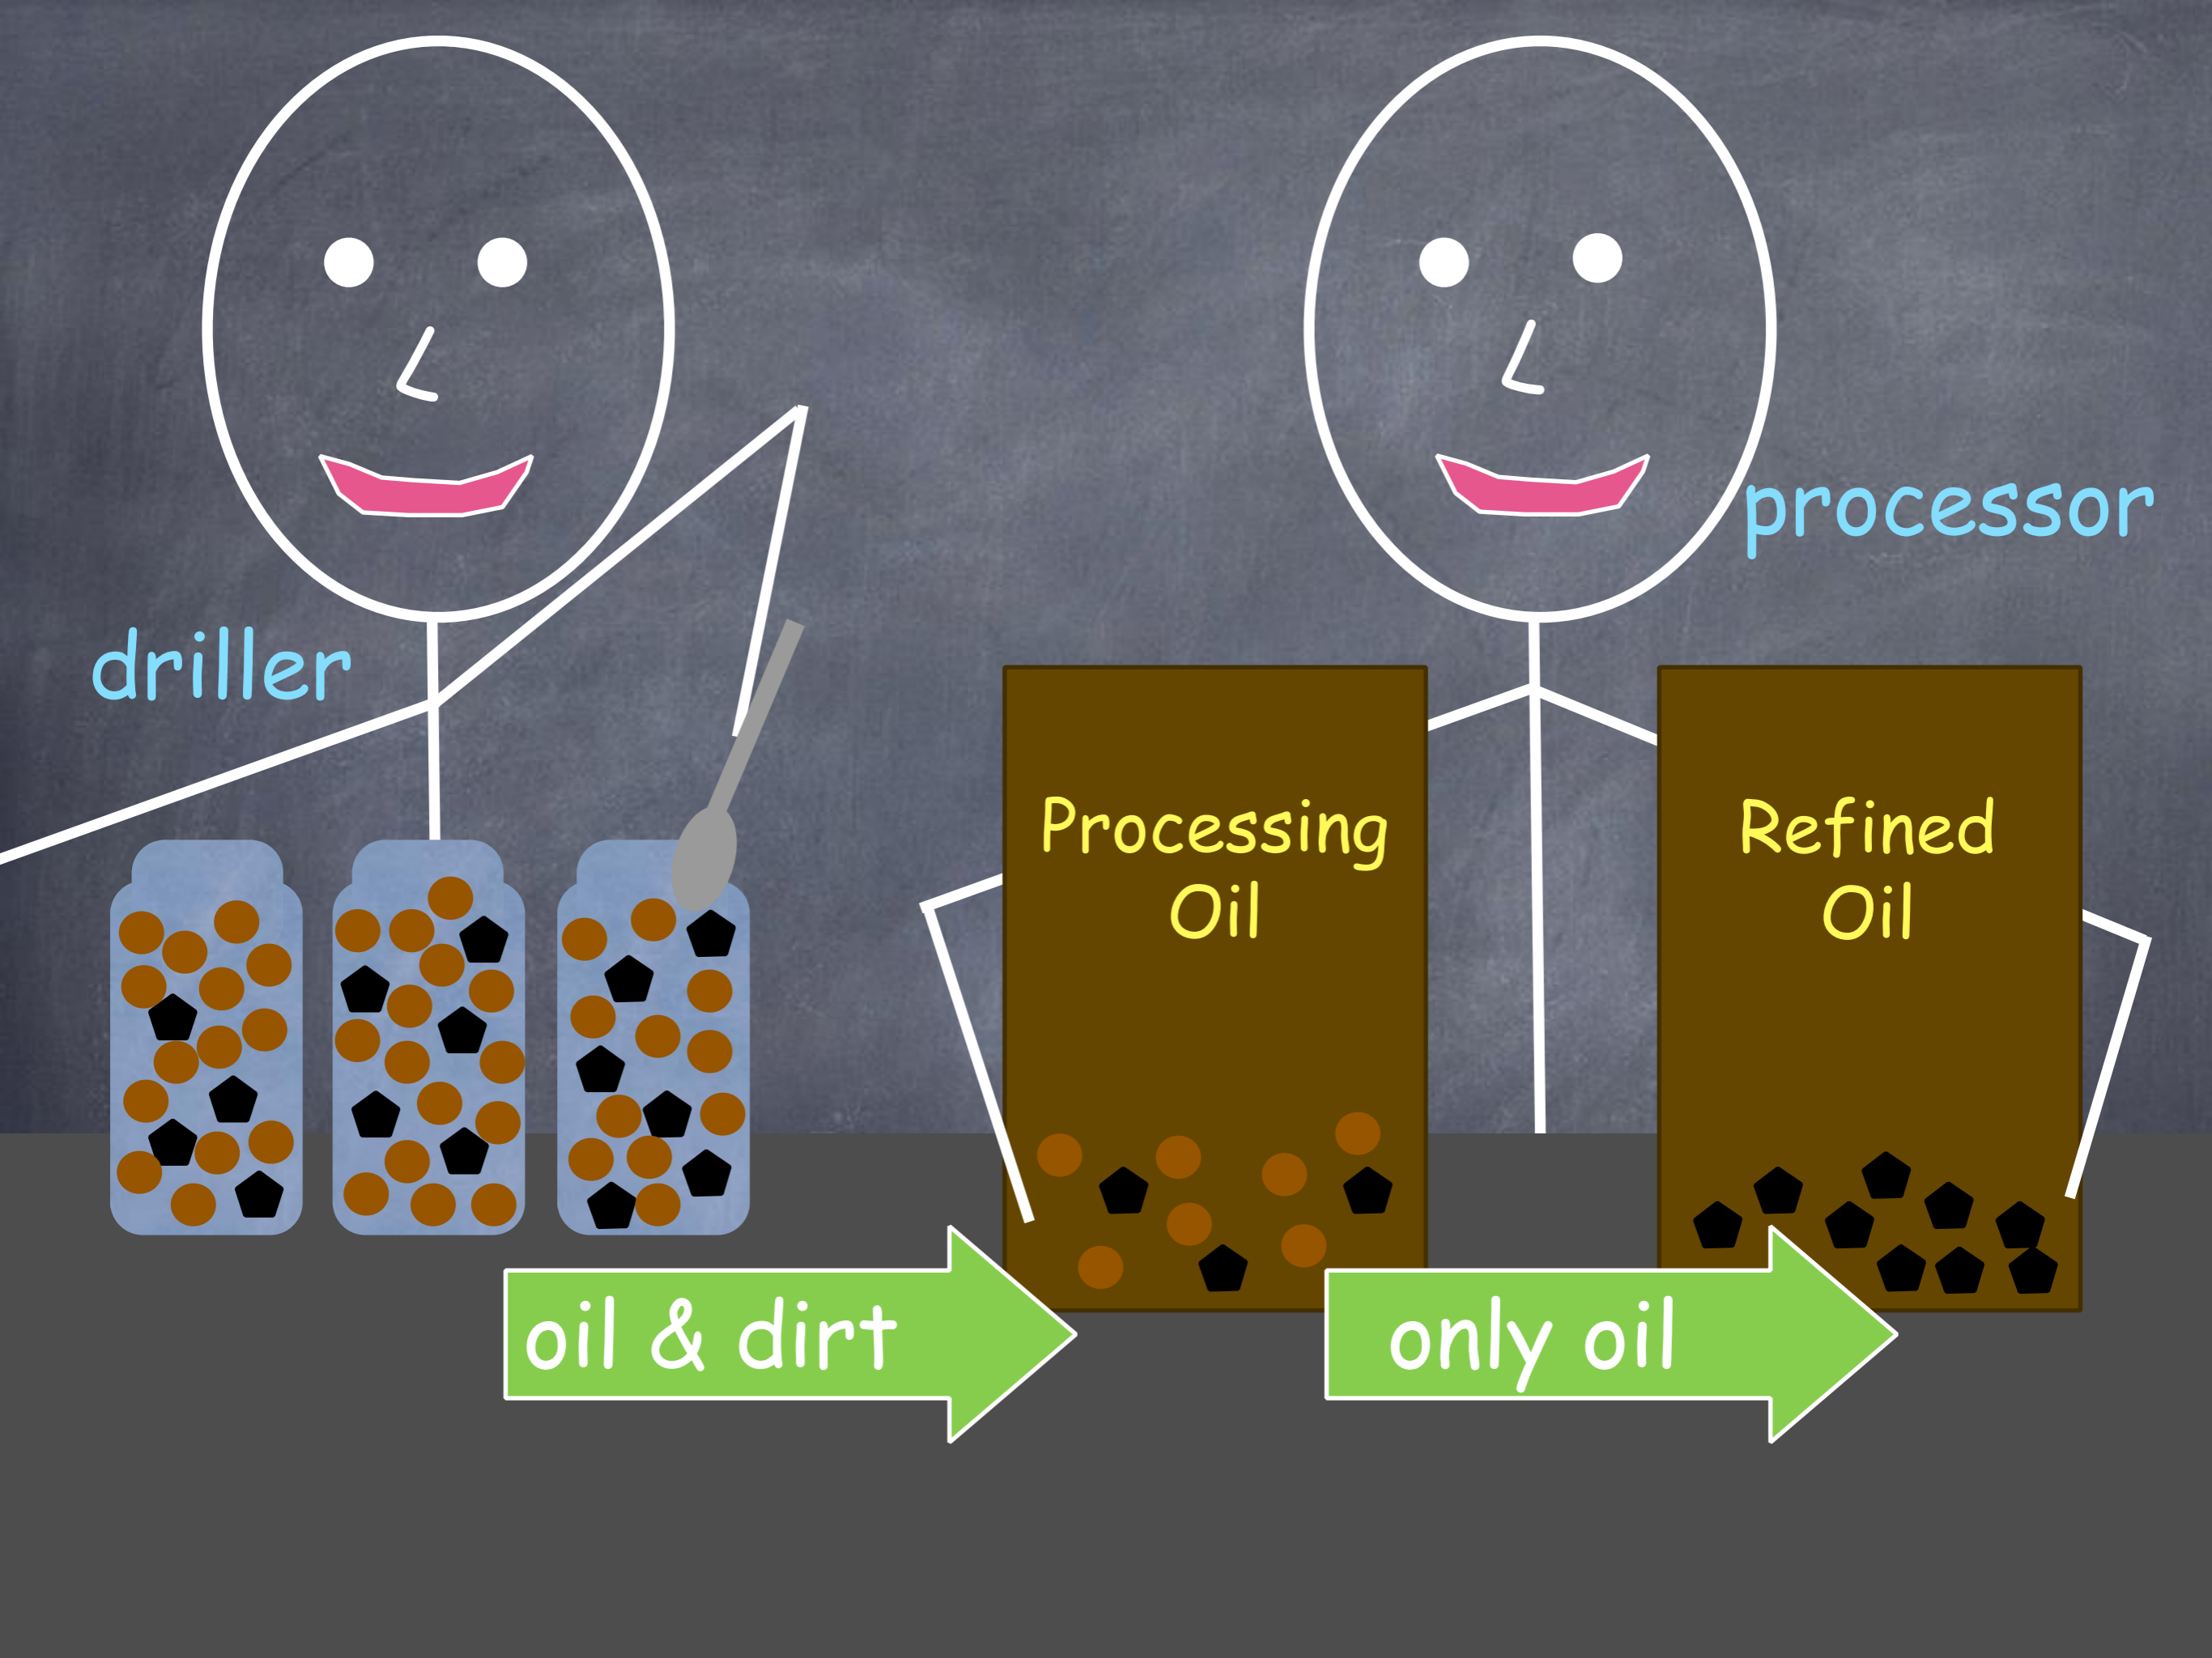 driller
processor
Processing
Oil
Refined
Oil
oil & dirt
only oil